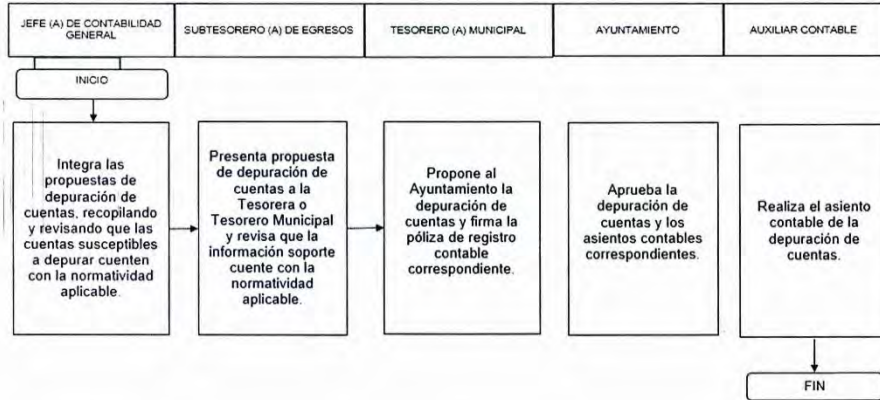 JEFE (A) DE CONTABILIDAD
GENERAL
SUBTESORERO (A) DE EGRESOS
TESORERO (A) MUNICIPAL
AYUNTAMIENTO
AUXILIAR CONTABLE
INICIO
Integra las
propuestas de
depuración de
cuentas, recopilando
y revisando que las
cuentas susceptibles
a depurar cuenten
con la normatividad
aplicable.
Presenta propuesta
de depuración de
cuentas a la
Tesorera o
Tesorero Municipal
y revisa que la
información soporte
cuente con la
normatividad
aplicable.
Propone al
Ayuntamiento la
depuración de
cuentas y firma la
póliza de registro
contable
correspondiente.
Aprueba la
depuración de
cuentas y los
asientos contables
correspondientes.
Realiza el asiento
contable de la
depuración de
cuentas.
FIN